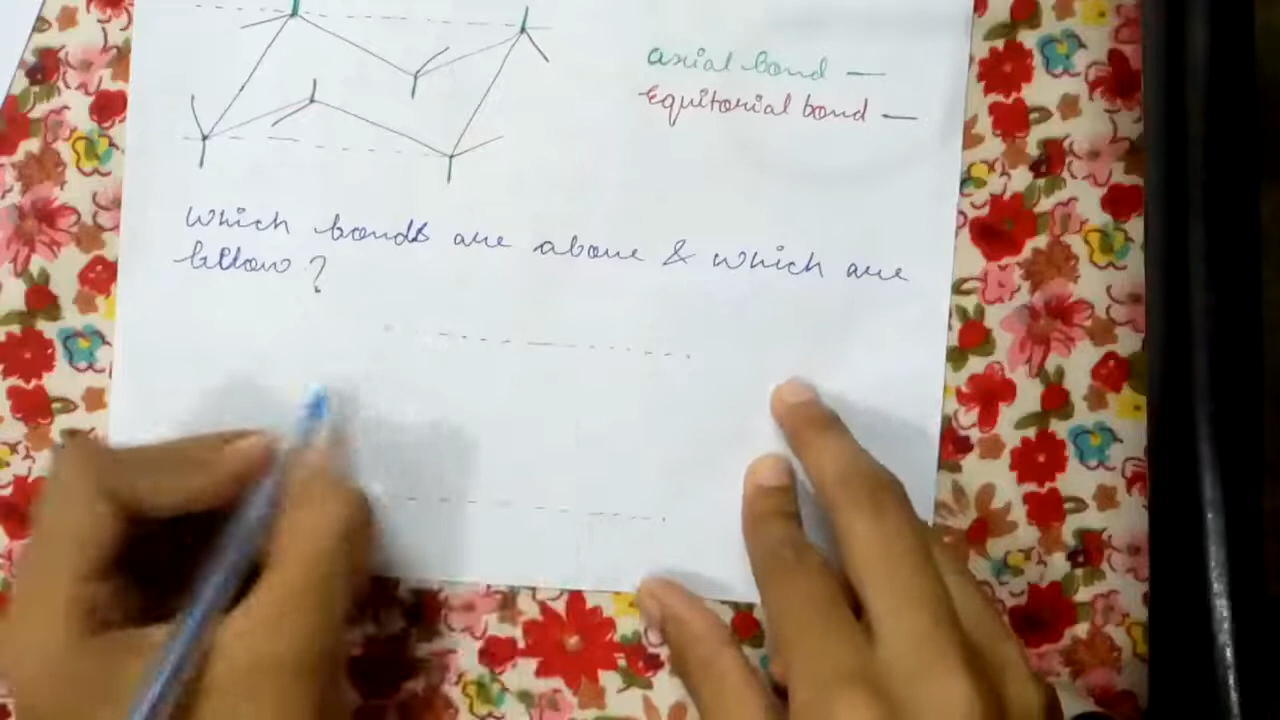 axial bond —
Equitorial bond —
Which bonds are above & which are
below ?